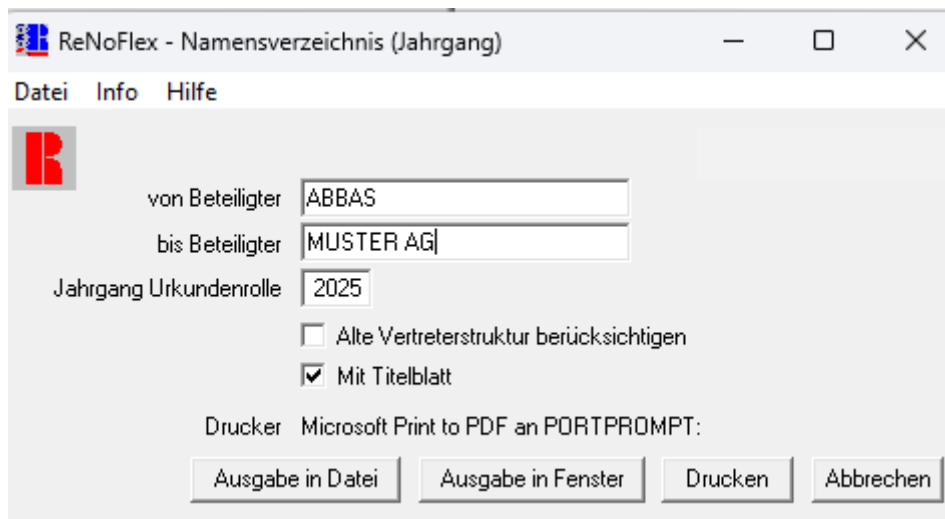 ReNoFlex - Namensverzeichnis (Jahrgang)
Datei Info Hilfe
R
von Beteiligter ABBAS
bis Beteiligter MUSTER AG
Jahrgang Urkundenrolle 2025
Alte Vertreterstruktur berücksichtigen
Mit Titelblatt
Drucker Microsoft Print to PDF an PORTPROMPT:
Ausgabe in Datei Ausgabe in Fenster Drucken Abbrechen